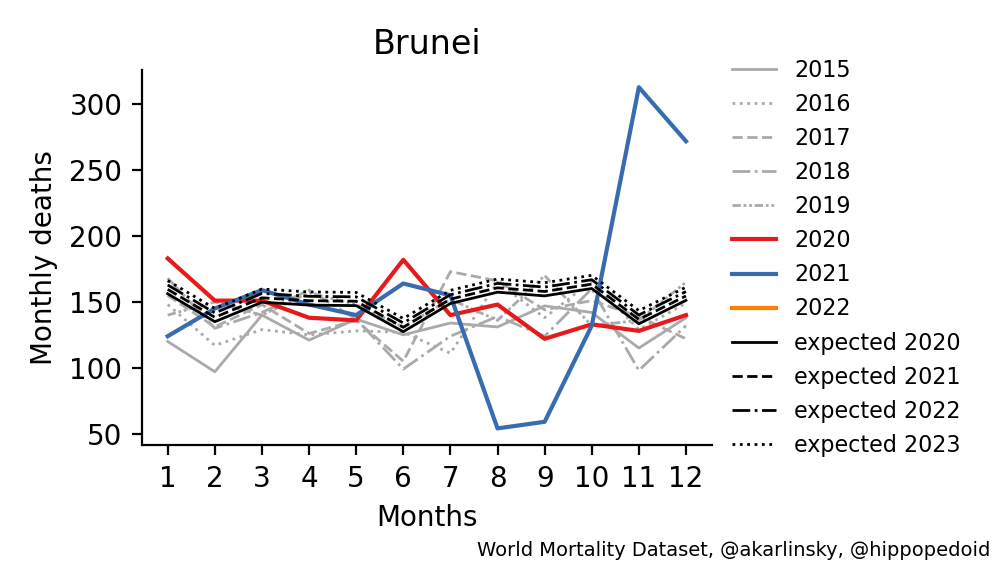 Brunei
Monthly deaths
300
250
200
150
100
50
1 2 3 4 5 6 7 8 9 10 11 12
Months
2015
2016
2017
2018
2019
2020
2021
2022
expected 2020
expected 2021
expected 2022
expected 2023
World Mortality Dataset, @akarlinsky, @hippopedoid